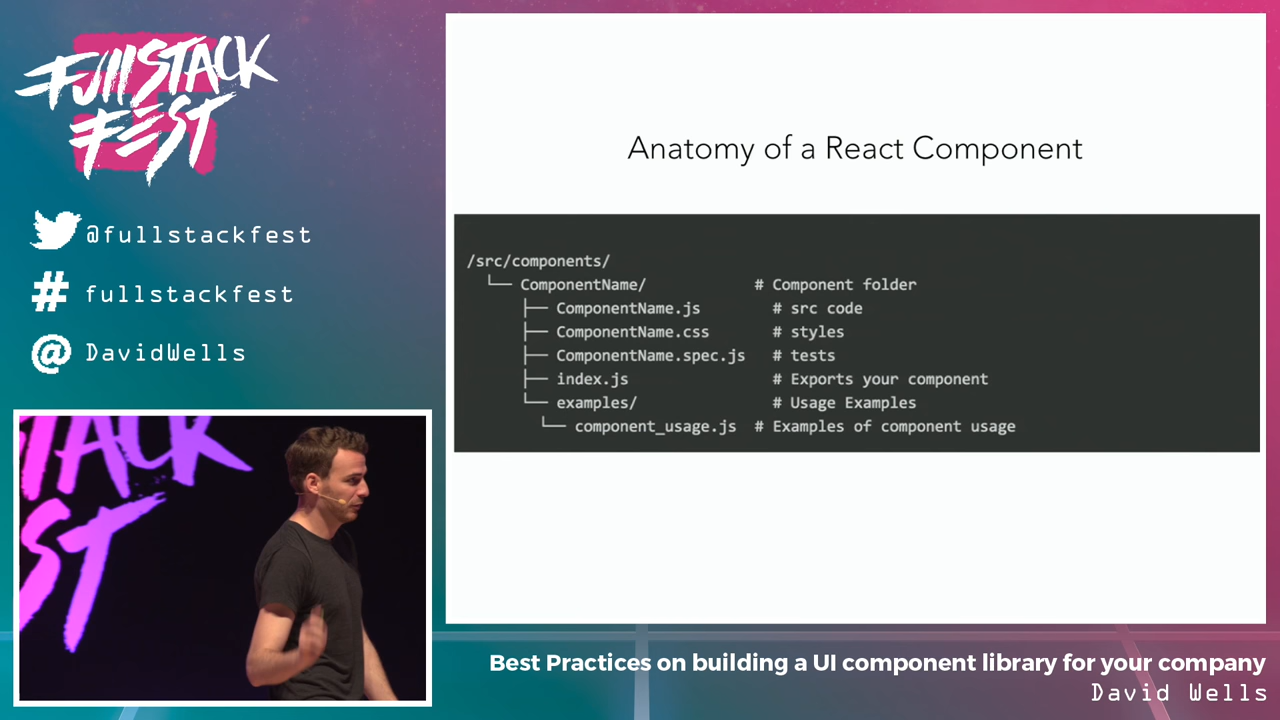 FullSTACK
FEST
@fullstackfest
# fullstackfest
@ DavidWells
Anatomy of a React Component
/src/components/
└── ComponentName/ # Component folder
├── ComponentName.js # src code
├── ComponentName.css # styles
├── ComponentName.spec.js # tests
├── index.js # Exports your component
└── examples/ # Usage Examples
└── component_usage.js # Examples of component usage
STACK
ST
Best Practices on building a UI component library for your company
David Wells